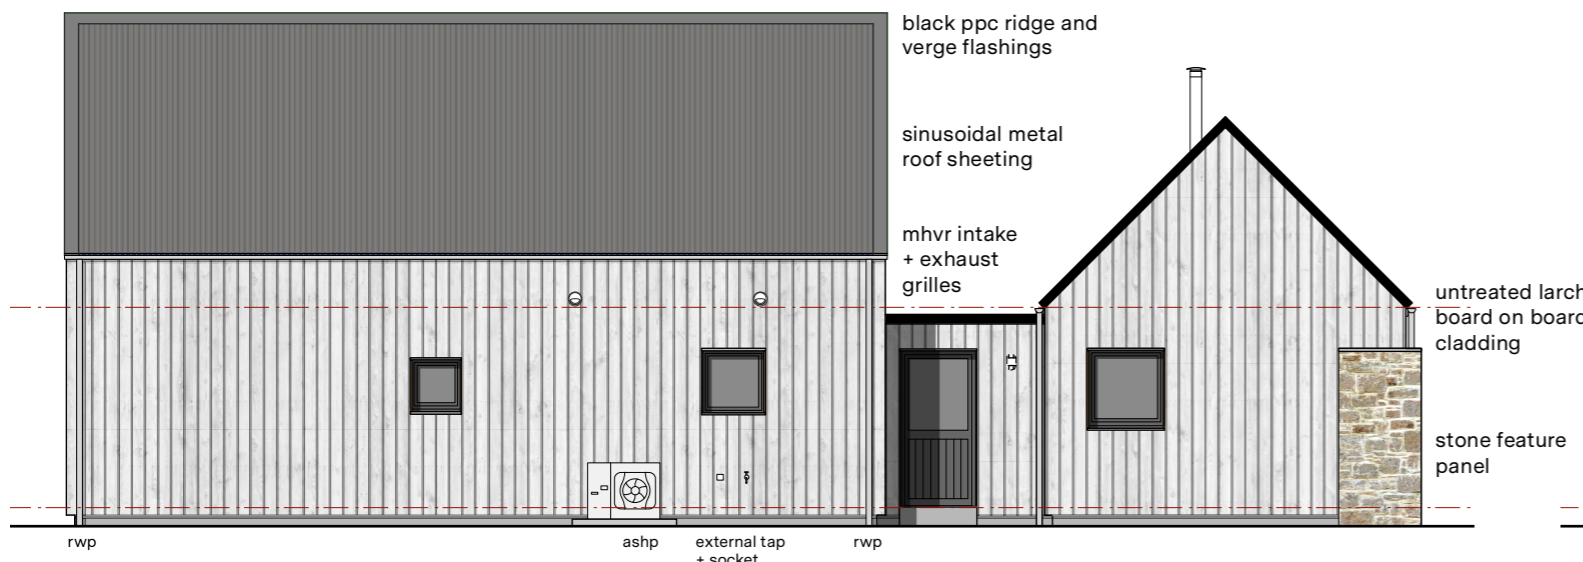 black ppc ridge and
verge flashings
sinusoidal metal
roof sheeting
mhvr intake
+ exhaust
grilles
untreated larch
board on board
cladding
stone feature
panel
rwp
ashp
external tap
+ socket
rwp